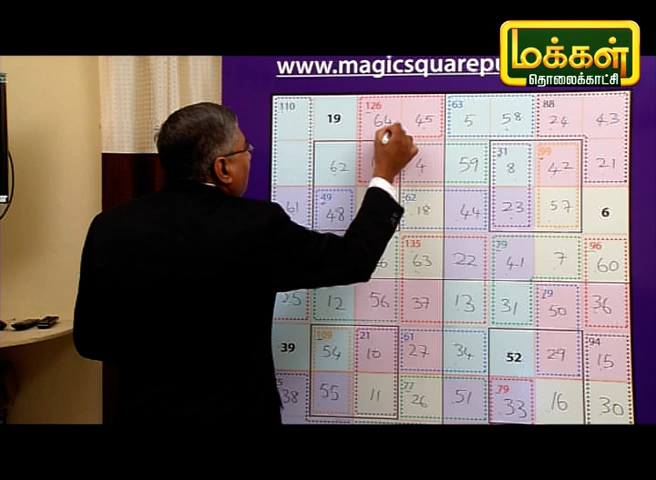 மக்கள்
தொலைக்காட்சி
www.magicsquarepu
110 19 126 64 45 63 5 58 88 24 43
62 4 59 31 8 99 42 21
61 49 48 62 18 44 23 57 6
135 63 22 79 41 7 96 60
25 12 56 37 13 31 79 50 36
39 109 54 21 10 61 27 34 52 29 94 15
38 55 11 77 26 51 79 33 16 30